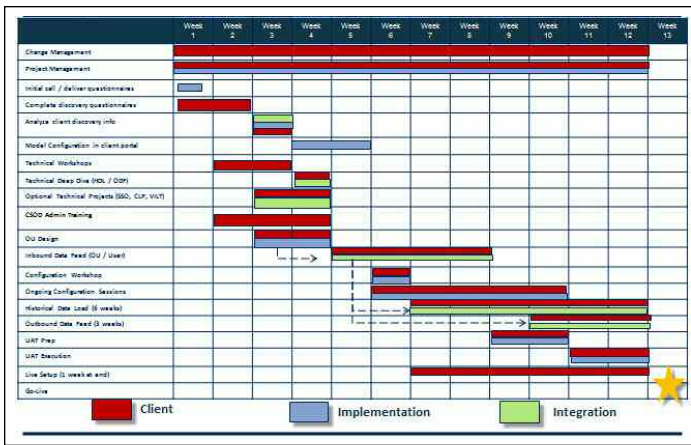 Week 1
Week 2
Week 3
Week 4
Week 5
Week 6
Week 7
Week 8
Week 9
Week 10
Week 11
Week 12
Week 13
Change Management
Project Management
Initial call / deliver questionnaires
Complete discovery questionnaires
Analyze client discovery info
Model Configuration in client portal
Technical Workshops
Technical Deep Dive (HDL / ODF)
Optional Technical Projects (SSO, CLP, VILT)
CSOD Admin Training
OU Design
Inbound Data Feed (OU / User)
Configuration Workshop
Ongoing Configuration Sessions
Historical Data Load (6 weeks)
Outbound Data Feed (3 weeks)
UAT Prep
UAT Execution
Live Setup (1 week at end)
Go-Live
Client
Implementation
Integration